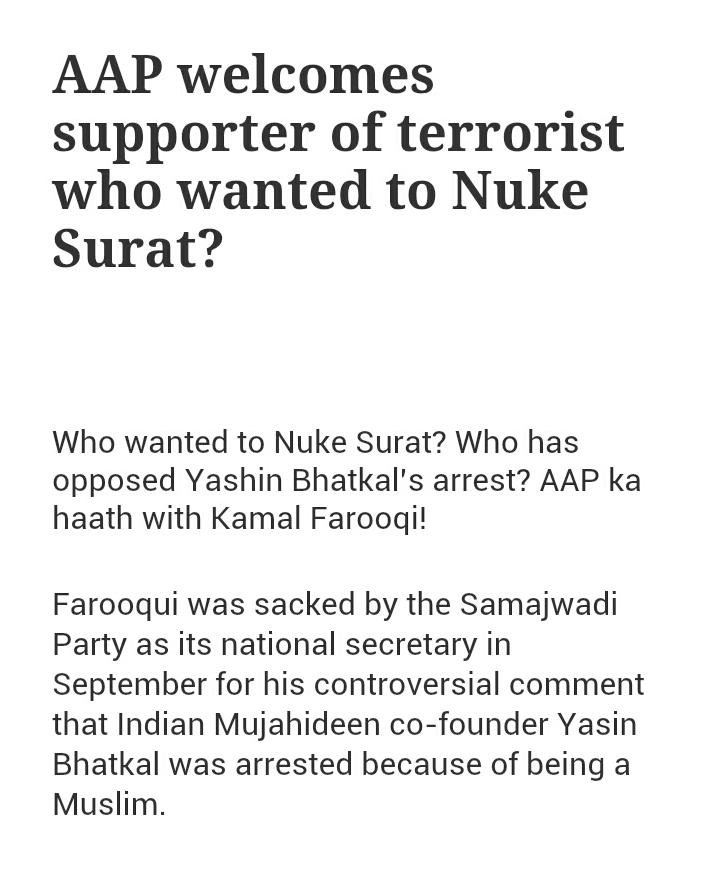 AAP welcomes
supporter of terrorist
who wanted to Nuke
Surat?
Who wanted to Nuke Surat? Who has
opposed Yashin Bhatkal's arrest? AAP ka
haath with Kamal Farooqi!
Farooqui was sacked by the Samajwadi
Party as its national secretary in
September for his controversial comment
that Indian Mujahideen co-founder Yasin
Bhatkal was arrested because of being a
Muslim.